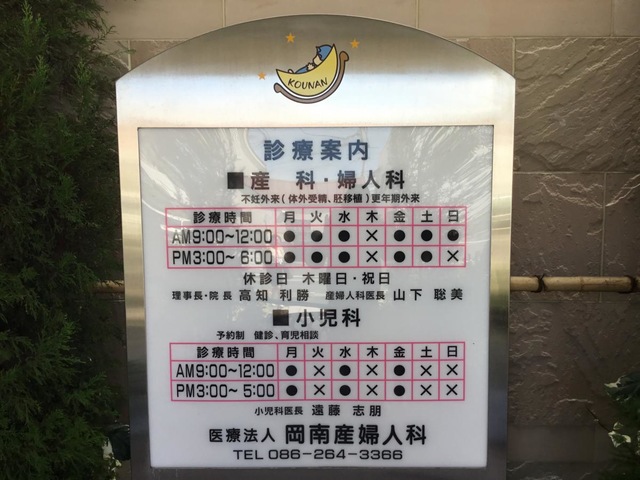 KOUNAN
診療案内
■産 科・婦人科
不妊外来(体外受精、胚移植)更年期外来
診療時間 月 火 水 木 金 土 日
AM9:00~12:00 ● ● ● × ● ● ●
PM3:00~ 6:00 ● ● ● × ● ● ×
休診日 木曜日・祝日
理事長・院長 高知 利勝 産婦人科医長 山下 聡美
■小児科
予約制 健診、育児相談
診療時間 月 火 水 木 金 土 日
AM9:00~12:00 ● × ● × ● × ×
PM3:00~ 5:00 ● × ● × ● × ×
小児科医長 遠藤 志朋
医療法人 岡南産婦人科
TEL 086-264-3366